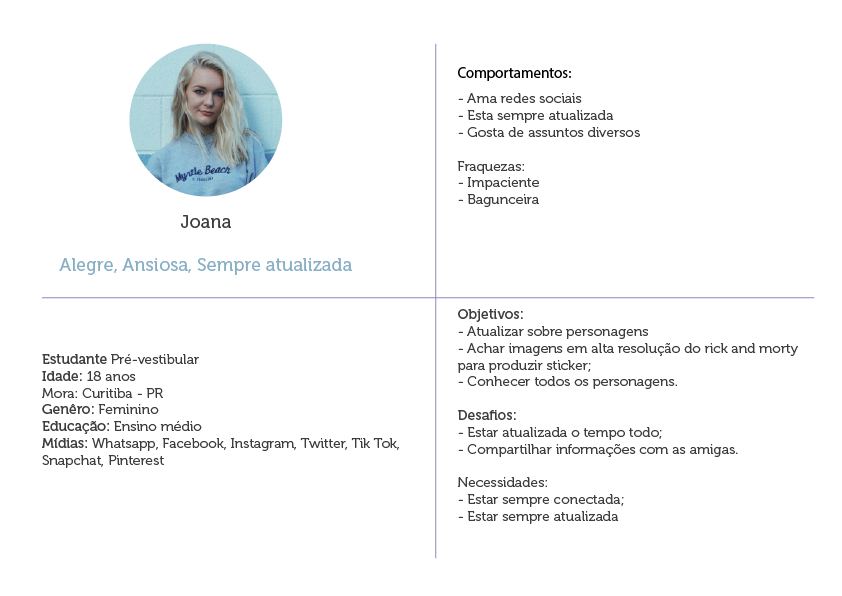 Myrtle Beach
Joana
Alegre, Ansiosa, Sempre atualizada
Comportamentos:
- Ama redes sociais
- Esta sempre atualizada
- Gosta de assuntos diversos
Fraquezas:
- Impaciente
- Bagunceira
Estudante Pré-vestibular
Idade: 18 anos
Mora: Curitiba - PR
Genêro: Feminino
Educação: Ensino médio
Mídias: Whatsapp, Facebook, Instagram, Twitter, Tik Tok,
Snapchat, Pinterest
Objetivos:
- Atualizar sobre personagens
- Achar imagens em alta resolução do rick and morty
para produzir sticker;
- Conhecer todos os personagens.
Desafios:
- Estar atualizada o tempo todo;
- Compartilhar informações com as amigas.
Necessidades:
- Estar sempre conectada;
- Estar sempre atualizada